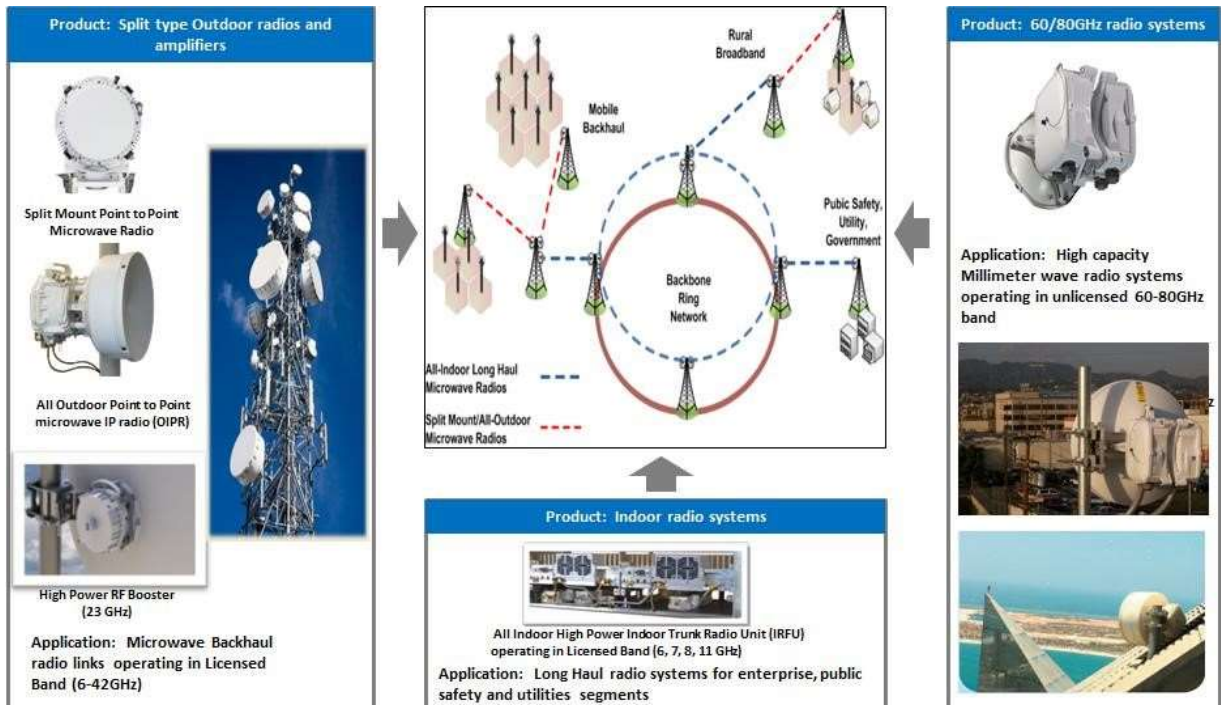 Product: Split type Outdoor radios and
amplifiers
Split Mount Point to Point
Microwave Radio
All Outdoor Point to Point
microwave IP radio (OIPR)
High Power RF Booster
(23 GHz)
Application: Microwave Backhaul
radio links operating in Licensed
Band (6-42GHz)
Rural
Broadband
Mobile
Backhaul
Pubic Safety,
Utility,
Government
Backbone
Ring
Network
All-Indoor Long Haul
Microwave Radios
Split Mount/All-Outdoor
Microwave Radios
Product: Indoor radio systems
All Indoor High Power Indoor Trunk Radio Unit (IRFU)
operating in Licensed Band (6, 7, 8, 11 GHz)
Application: Long Haul radio systems for enterprise, public
safety and utilities segments
Product: 60/80GHz radio systems
Application: High capacity
Millimeter wave radio systems
operating in unlicensed 60-80GHz
band